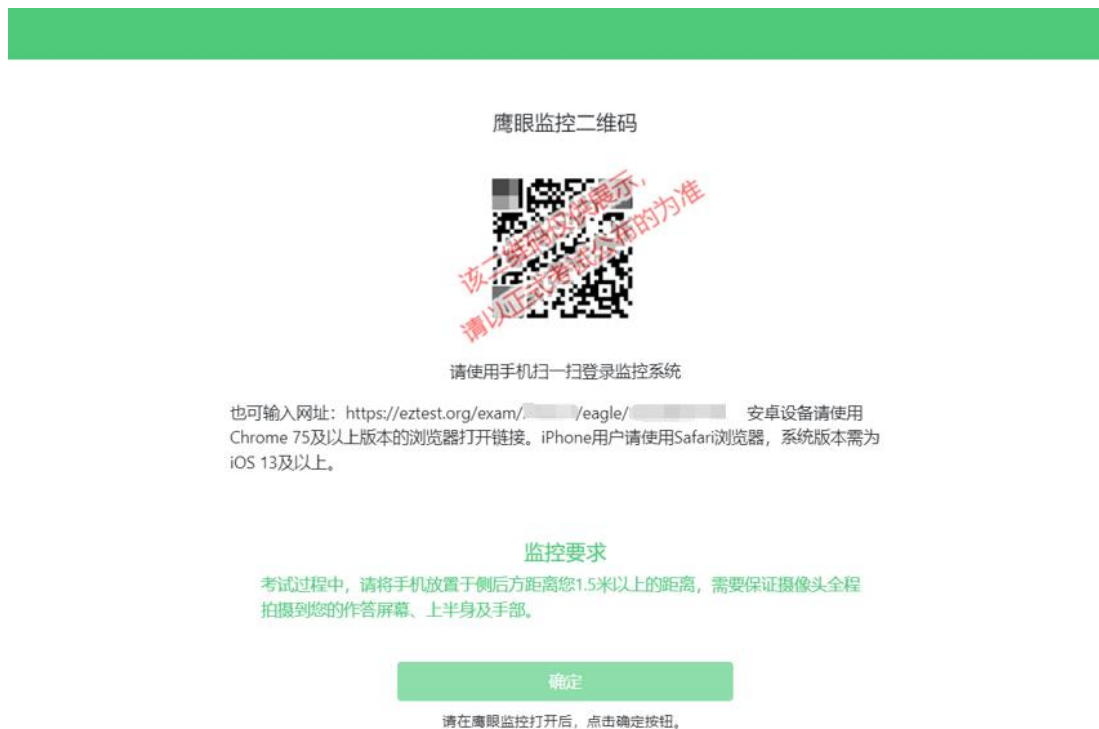 鹰眼监控二维码
该二维码仅供展示，
请以正式考试公布的为准
请使用手机扫一扫登录监控系统
也可输入网址：https://eztest.org/exam/ /eagle/ 安卓设备请使用
Chrome 75及以上版本的浏览器打开链接。iPhone用户请使用Safari浏览器，系统版本需为
iOS 13及以上。
监控要求
考试过程中，请将手机放置于侧后方距离您1.5米以上的距离，需要保证摄像头全程
拍摄到您的作答屏幕、上半身及手部。
确定
请在鹰眼监控打开后，点击确定按钮。